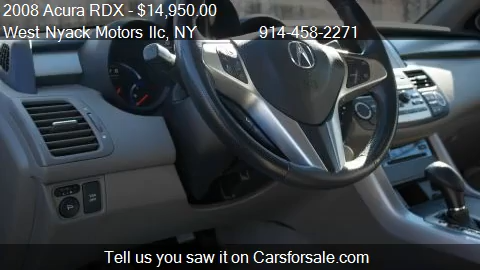 2008 Acura RDX - $14,950.00
West Nyack Motors llc, NY 914-458-2271
Tell us you saw it on Carsforsale.com